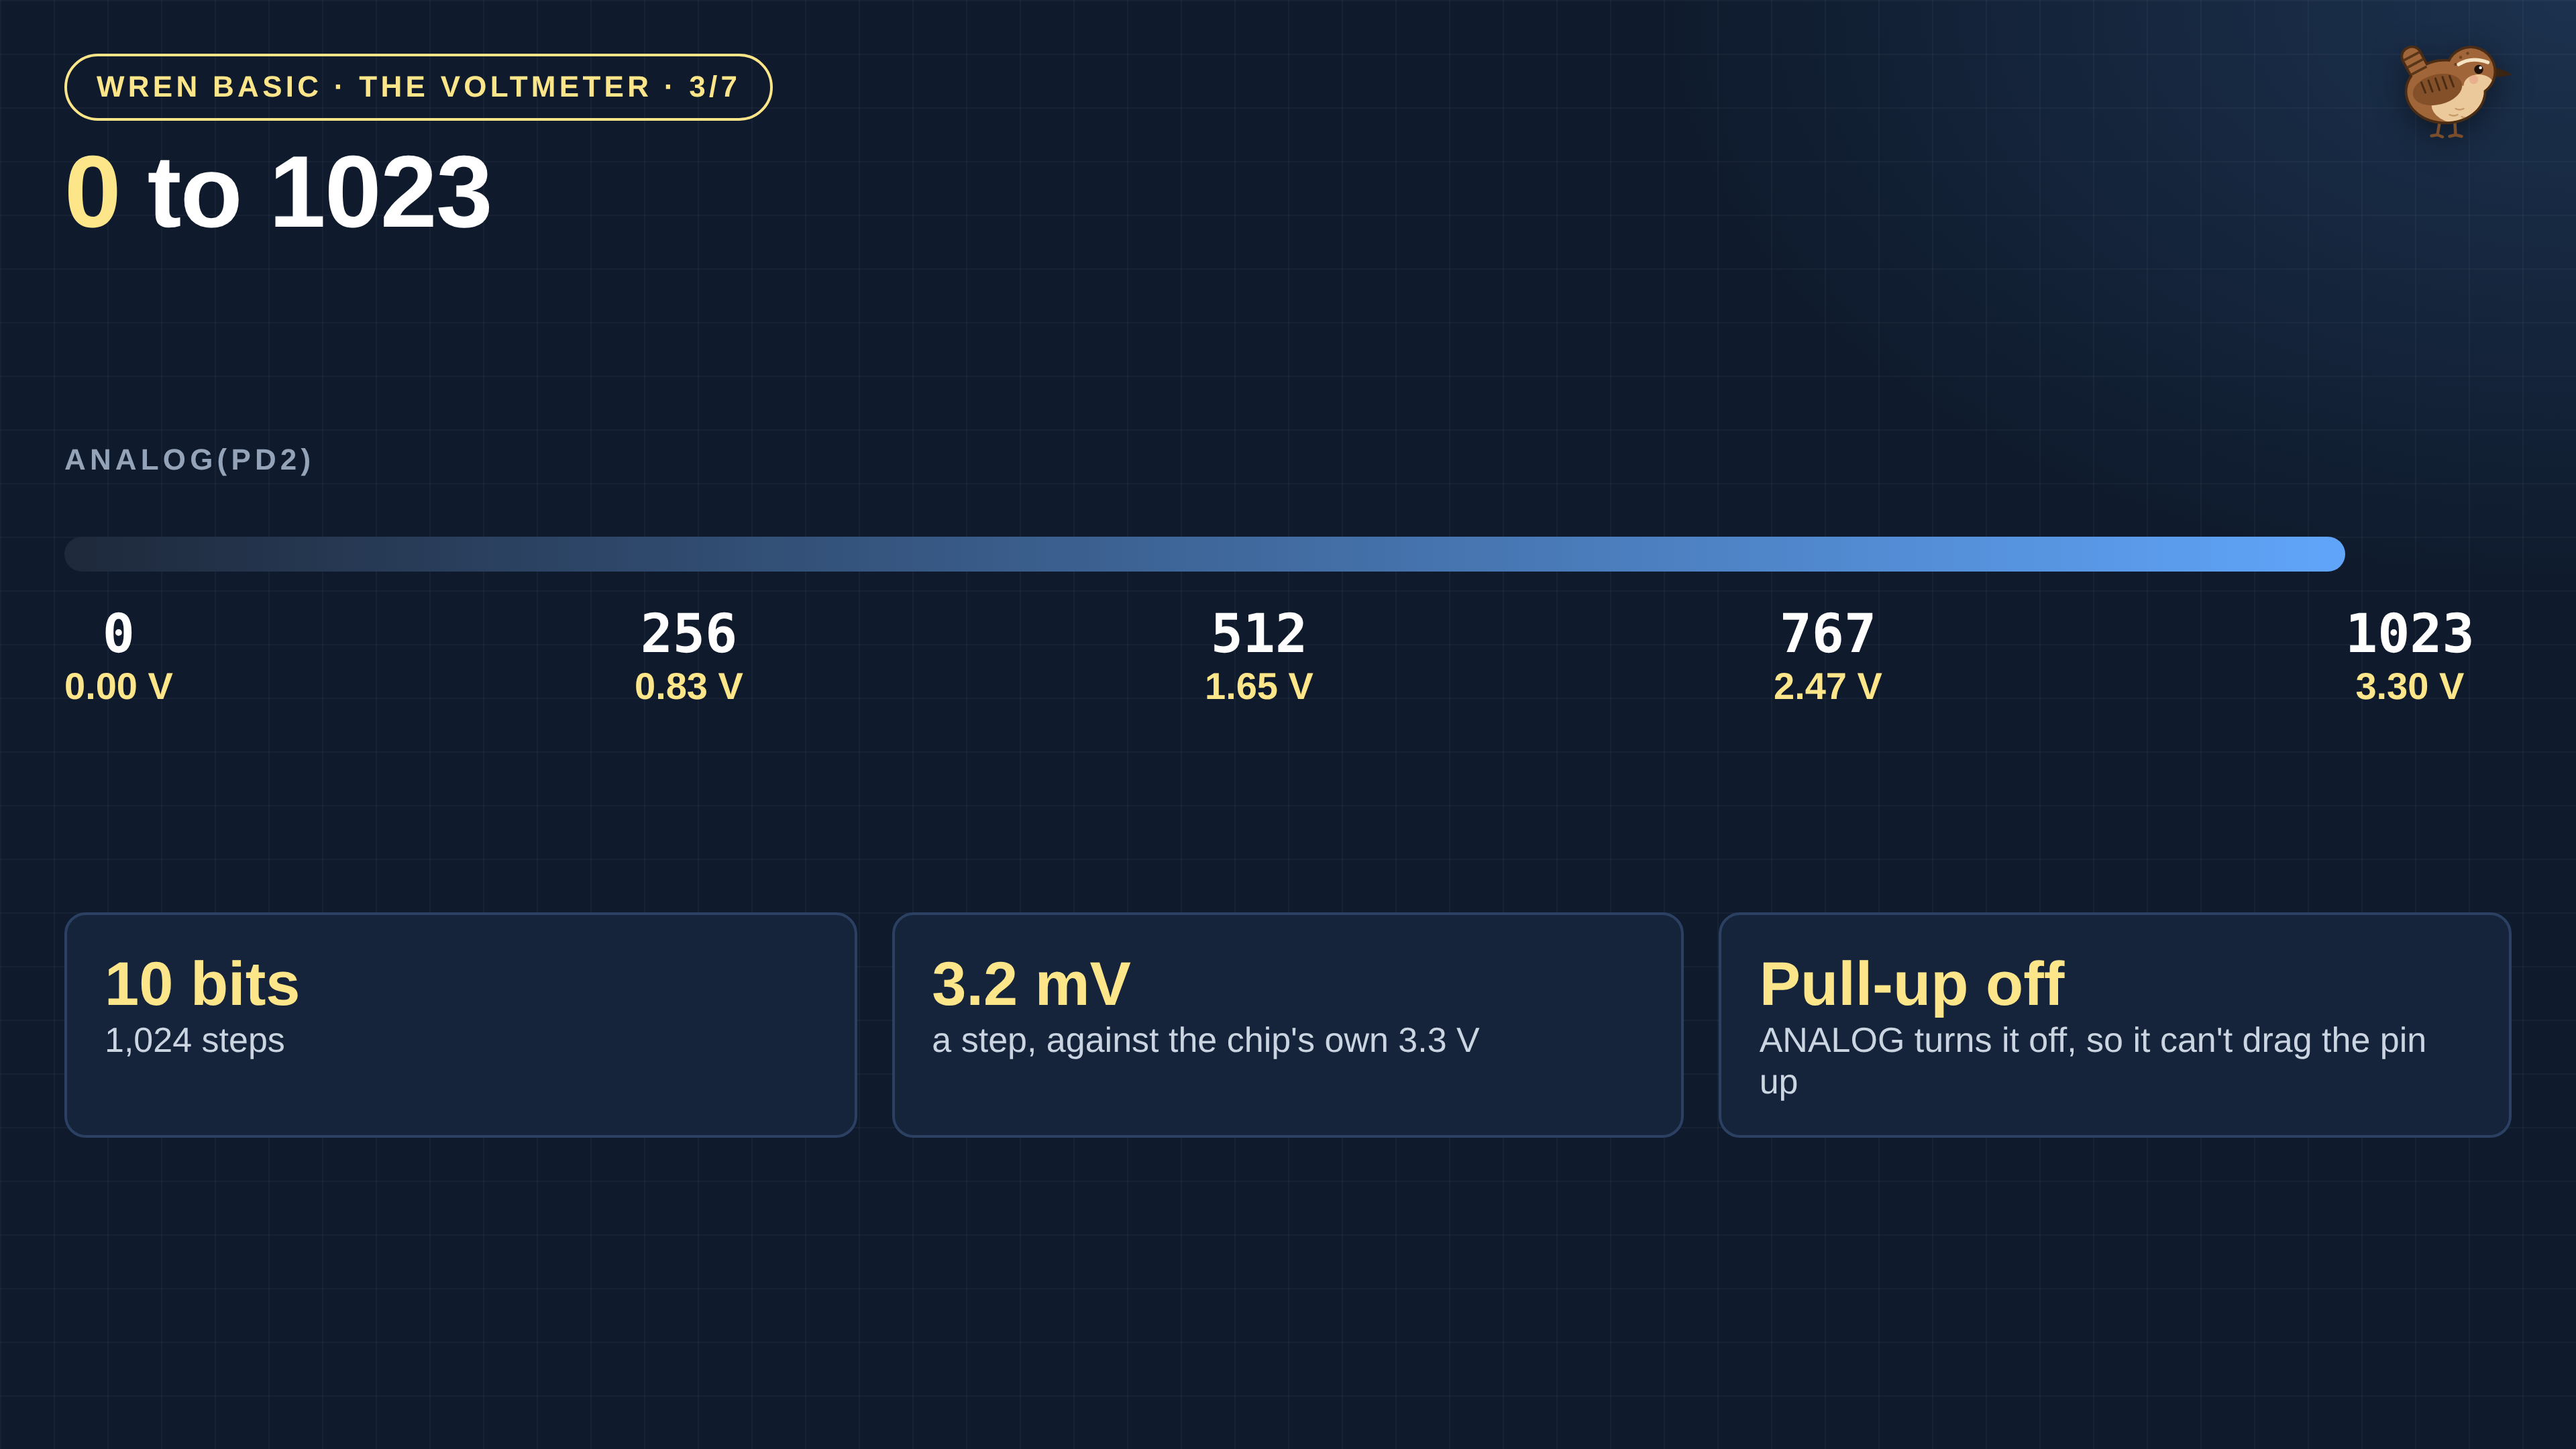 WREN BASIC · THE VOLTMETER · 3/7
0 to 1023
ANALOG(PD2)
0 256 512 767 1023
0.00 V 0.83 V 1.65 V 2.47 V 3.30 V
10 bits
1,024 steps
3.2 mV
a step, against the chip's own 3.3 V
Pull-up off
ANALOG turns it off, so it can't drag the pin
up